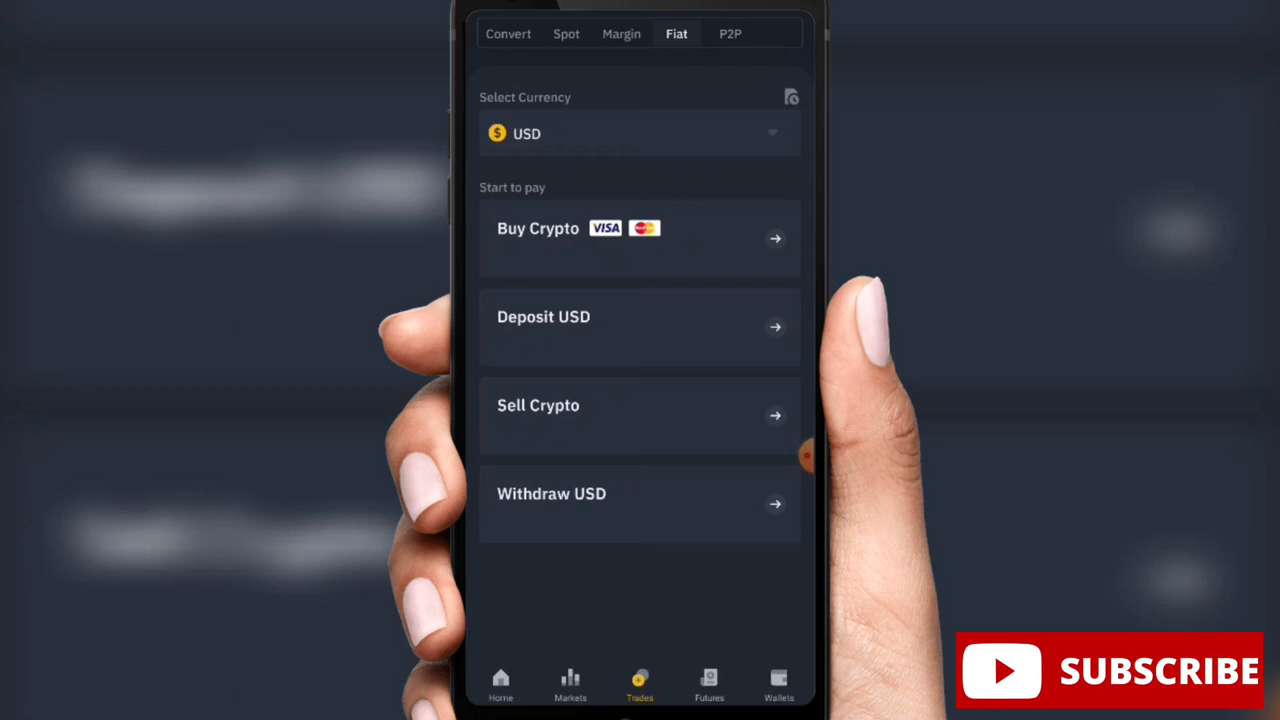 Convert Spot Margin Fiat P2P
Select Currency
$ USD
Start to pay
Buy Crypto VISA
Deposit USD
Sell Crypto
Withdraw USD
Home Markets Trades Futures Wallets
SUBSCRIBE